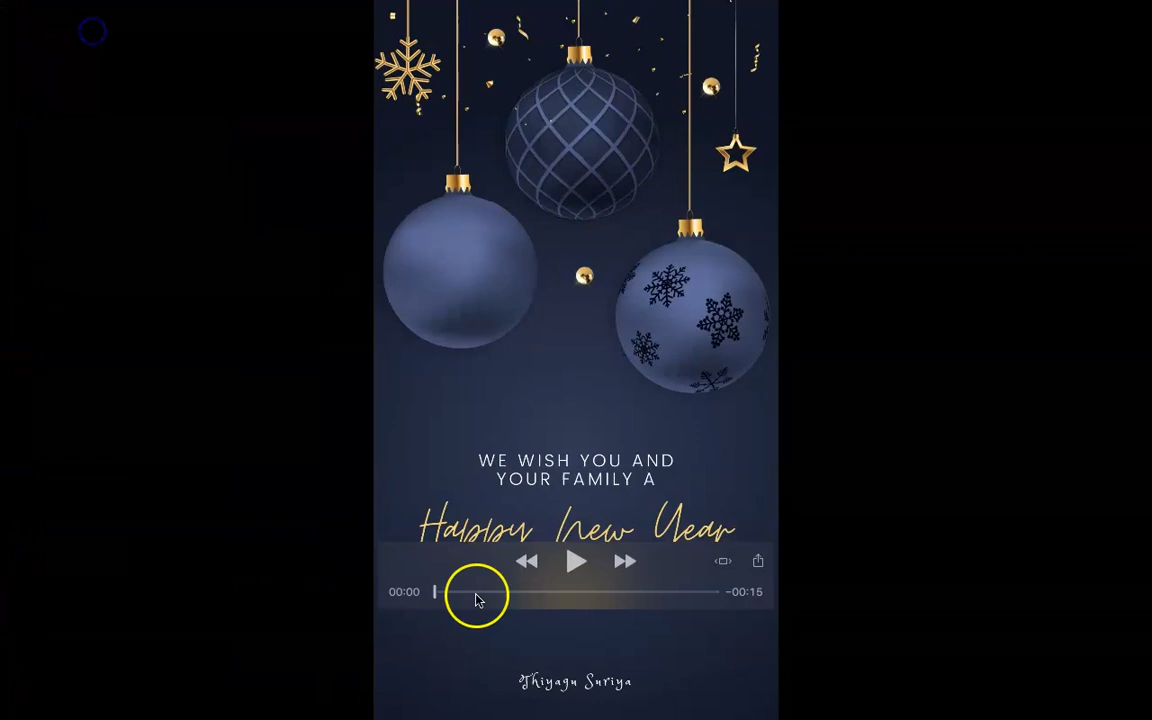 WE WISH YOU AND
YOUR FAMILY A
Happy New Year
00:00
-00:15
Thiyagu Suriya